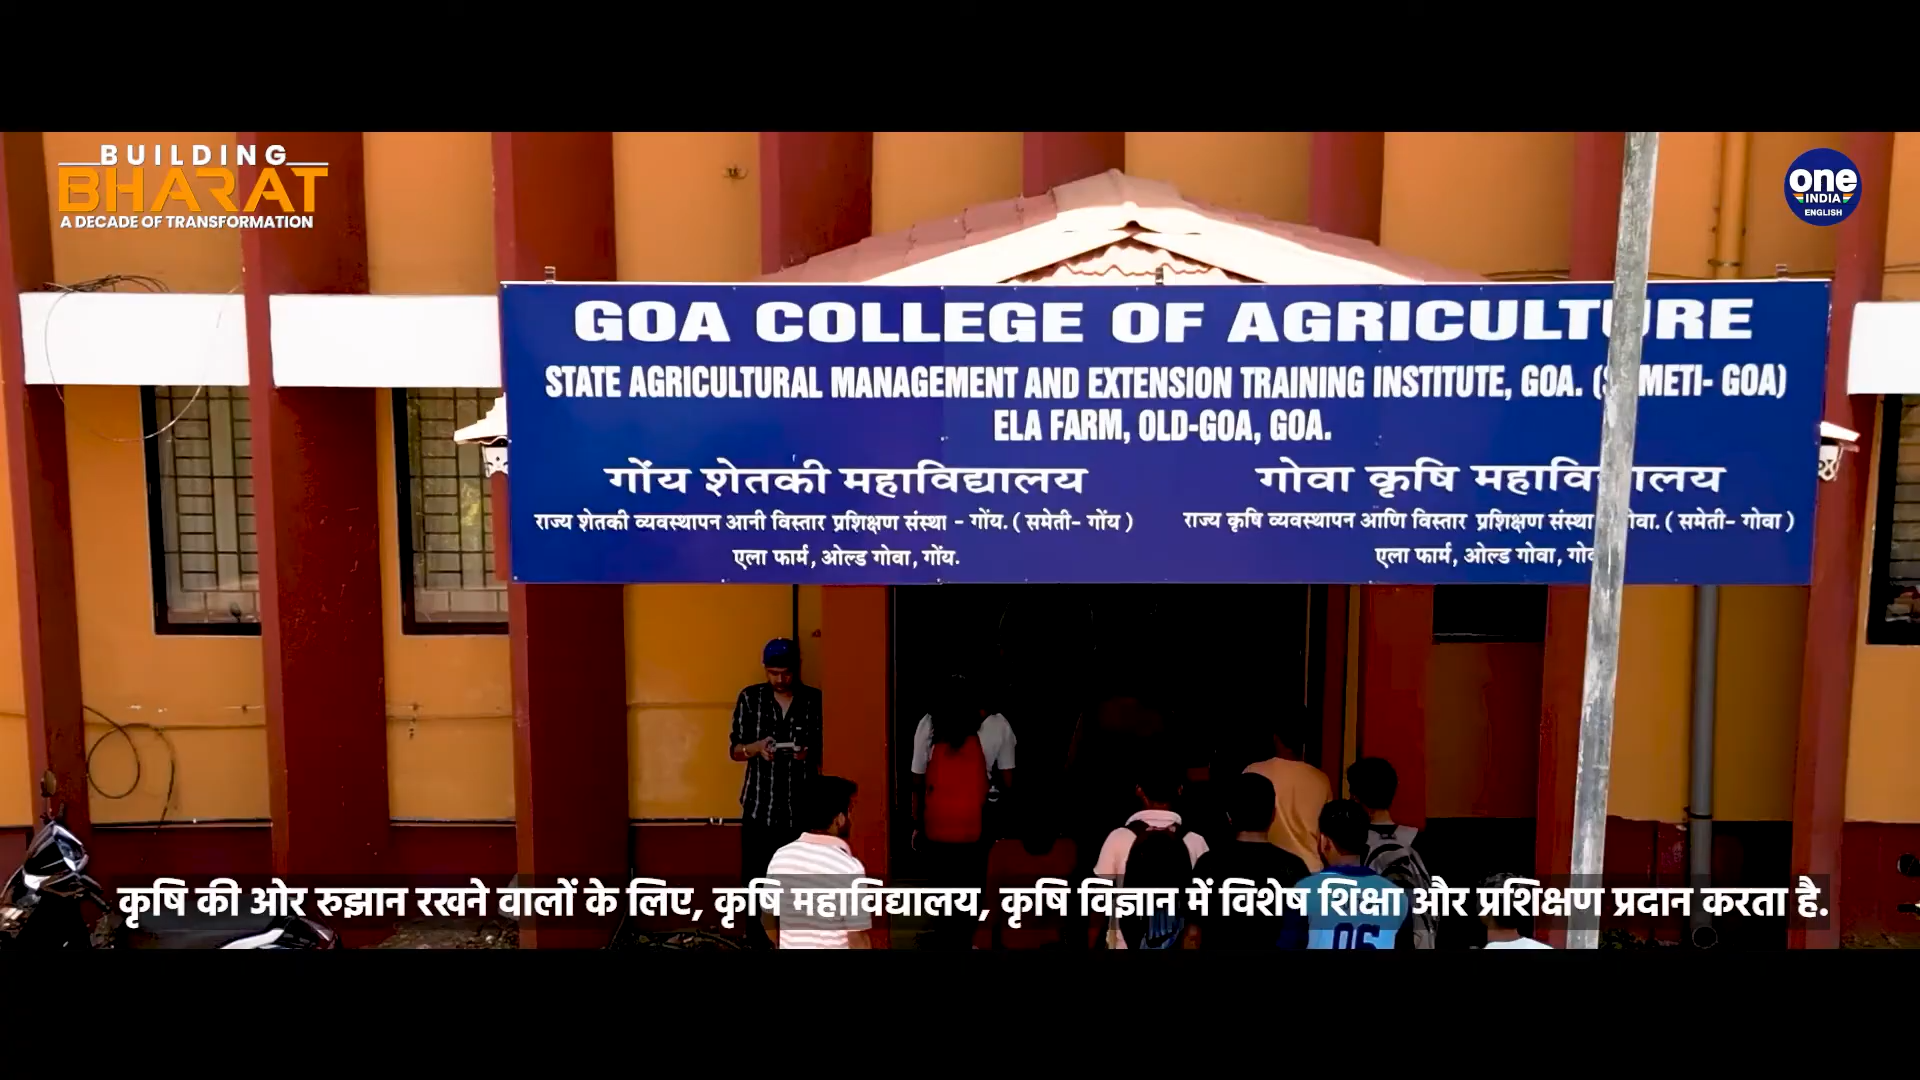 BUILDING
BHARAT
A DECADE OF TRANSFORMATION
one
INDIA
ENGLISH
GOA COLLEGE OF AGRICULTURE
STATE AGRICULTURAL MANAGEMENT AND EXTENSION TRAINING INSTITUTE, GOA. (S METI- GOA)
ELA FARM, OLD-GOA, GOA.
गोंय शेतकी महाविद्यालय
राज्य शेतकी व्यवस्थापन आनी विस्तार प्रशिक्षण संस्था - गोंय. ( समेती- गोंय )
एला फार्म, ओल्ड गोवा, गोंय.
गोवा कृषि महावि लय
राज्य कृषि व्यवस्थापन आणि विस्तार प्रशिक्षण संस्था ( समेती- गोवा )
एला फार्म, ओल्ड गोवा,
कृषि की ओर रुझान रखने वालों के लिए, कृषि महाविद्यालय, कृषि विज्ञान में विशेष शिक्षा और प्रशिक्षण प्रदान करता है.